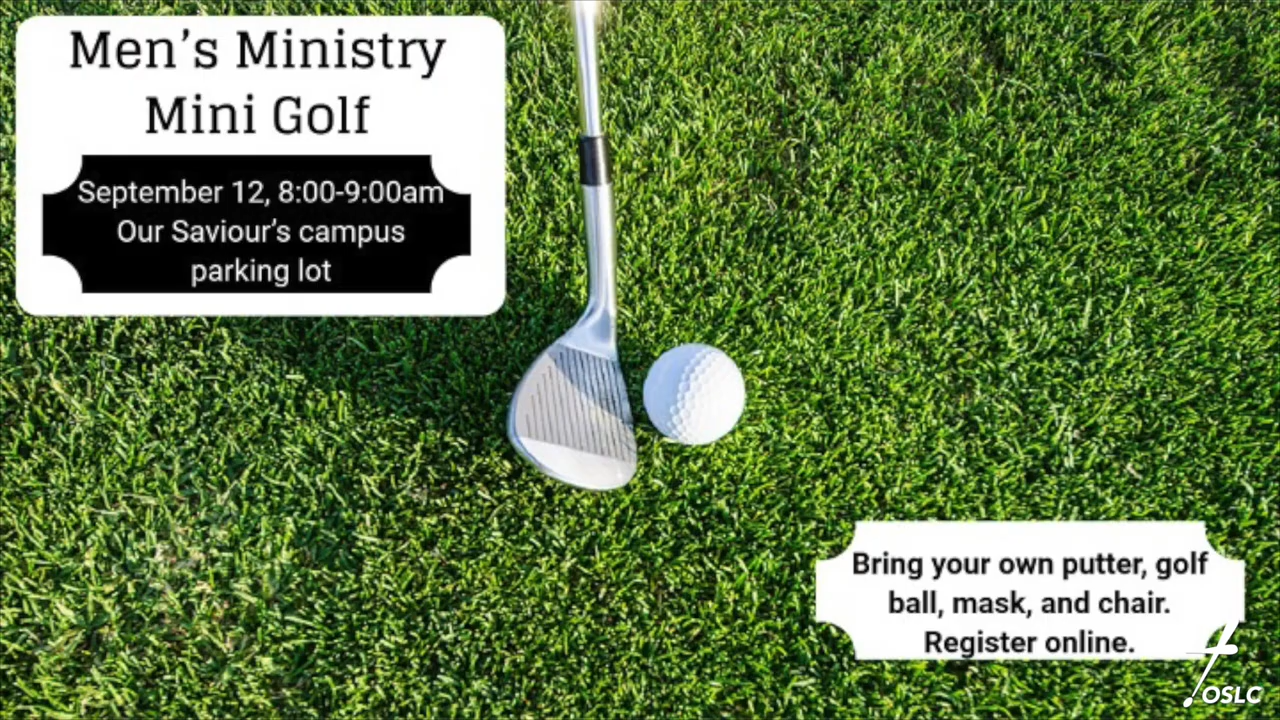 Men's Ministry
Mini Golf
September 12, 8:00-9:00am
Our Saviour's campus
parking lot
Bring your own putter, golf
ball, mask, and chair.
Register online.
OSLC